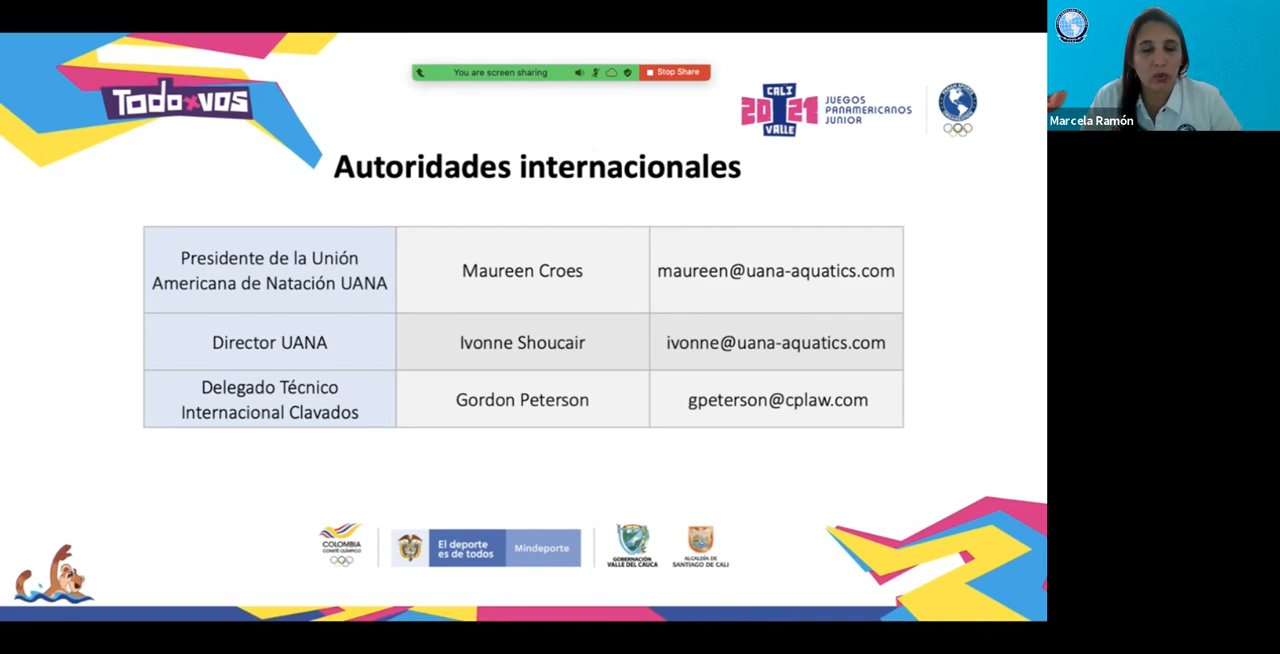 You are screen sharing
Stop Share
Todo x vos
CALI
2021
VALLE
JUEGOS
PANAMERICANOS
JUNIOR
Marcela Ramón
Autoridades internacionales
Presidente de la Unión
Americana de Natación UANA
Maureen Croes
maureen@uana-aquatics.com
Director UANA
Ivonne Shoucair
ivonne@uana-aquatics.com
Delegado Técnico
Internacional Clavados
Gordon Peterson
gpeterson@cplaw.com
COLOMBIA
COMITÉ OLÍMPICO
El deporte
es de todos
Mindeporte
GOBERNACIÓN
VALLE DEL CAUCA
ALCALDÍA DE
SANTIAGO DE CALI